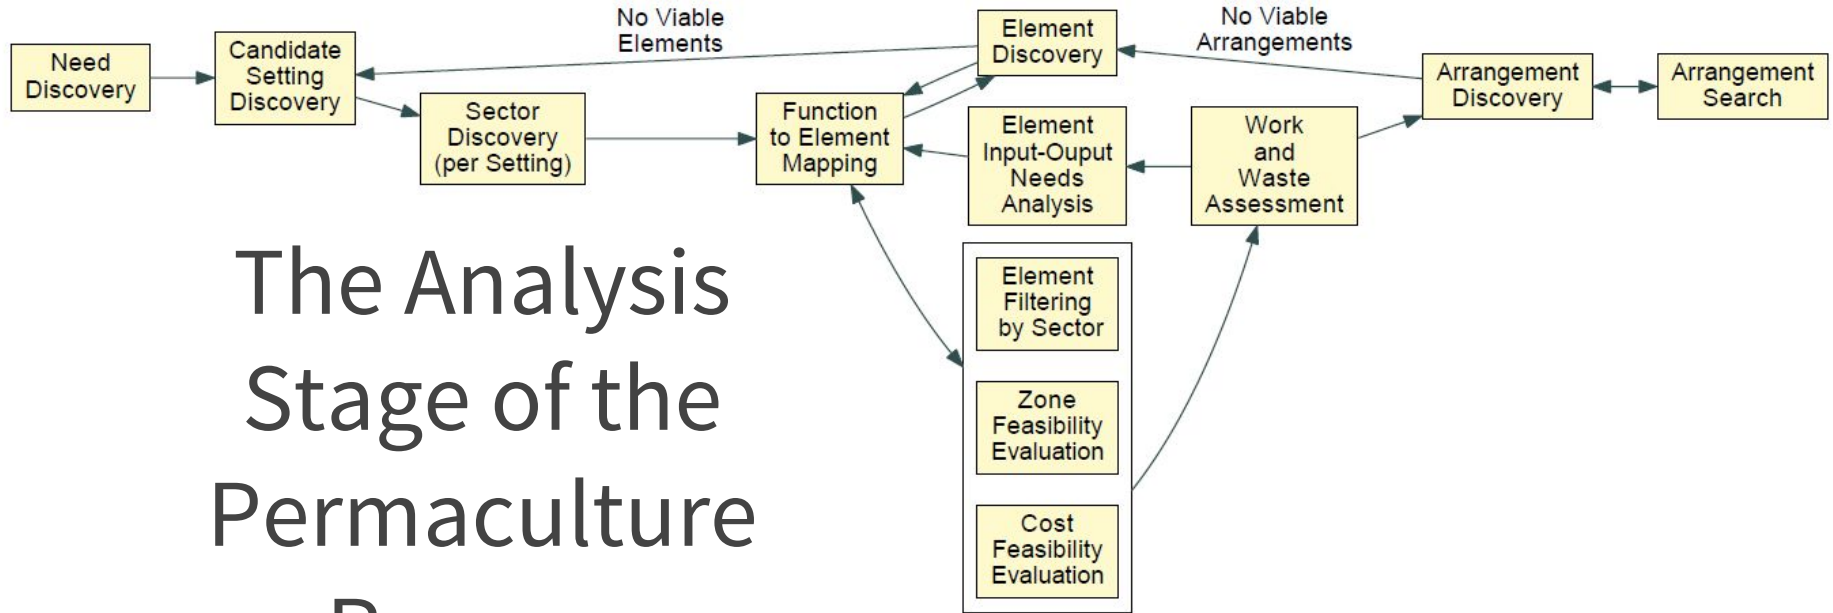 Need
Discovery
Candidate
Setting
Discovery
No Viable
Elements
Sector
Discovery
(per Setting)
Function
to Element
Mapping
Element
Discovery
No Viable
Arrangements
Element
Input-Ouput
Needs
Analysis
Work
and
Waste
Assessment
Arrangement
Discovery
Arrangement
Search
Element
Filtering
by Sector
Zone
Feasibility
Evaluation
Cost
Feasibility
Evaluation
The Analysis
Stage of the
Permaculture